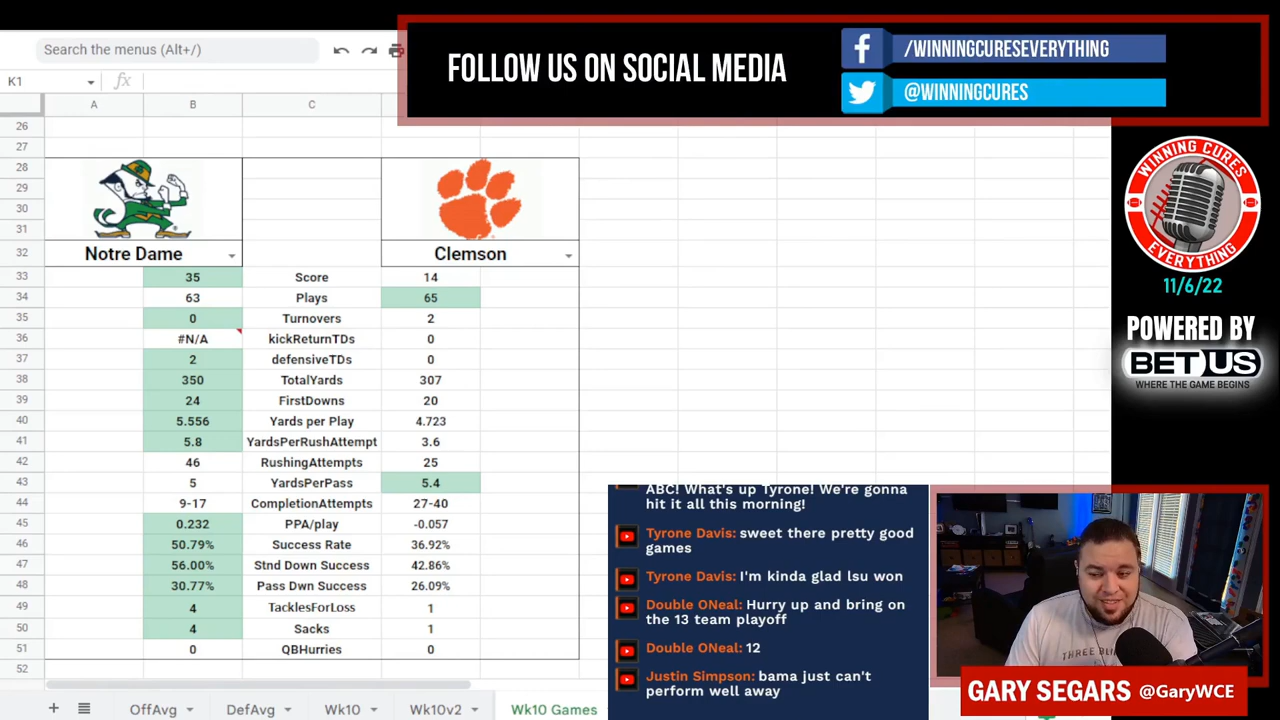 Search the menus (Alt+/)
FOLLOW US ON SOCIAL MEDIA
/WINNINGCURESEVERYTHING
@WINNINGCURES
K1
fx
A B C
26
27
28
29
30
31
32 Notre Dame Clemson
33 35 Score 14
34 63 Plays 65
35 0 Turnovers 2
36 #N/A kickReturnTDs 0
37 2 defensiveTDs 0
38 350 TotalYards 307
39 24 FirstDowns 20
40 5.556 Yards per Play 4.723
41 5.8 YardsPerRushAttempt 3.6
42 46 RushingAttempts 25
43 5 YardsPerPass 5.4
44 9-17 CompletionAttempts 27-40
45 0.232 PPA/play -0.057
46 50.79% Success Rate 36.92%
47 56.00% Stnd Down Success 42.86%
48 30.77% Pass Dwn Success 26.09%
49 4 TacklesForLoss 1
50 4 Sacks 1
51 0 QBHurries 0
52
OffAvg DefAvg Wk10 Wk10v2 Wk10 Games
WINNING CURES
EVERYTHING
11/6/22
POWERED BY
BETUS
WHERE THE GAME BEGINS
ABC! What's up Tyrone! We're gonna
hit it all this morning!
Tyrone Davis: sweet there pretty good
games
Tyrone Davis: I'm kinda glad lsu won
Double ONeal: Hurry up and bring on
the 13 team playoff
Double ONeal: 12
Justin Simpson: bama just can't
perform well away
THREE BLI
GARY SEGARS @GaryWCE